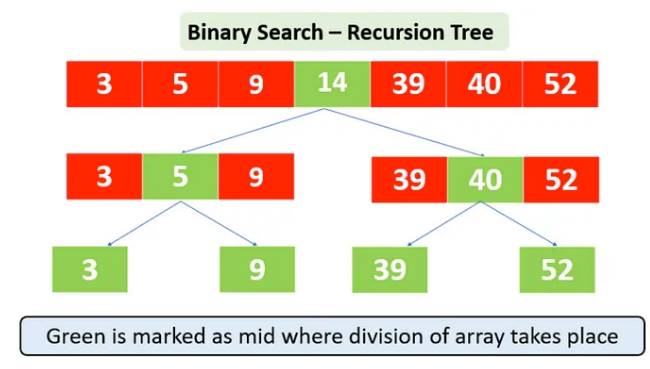 Binary Search – Recursion Tree
3 5 9 14 39 40 52
3 5 9 39 40 52
3 9 39 52
Green is marked as mid where division of array takes place